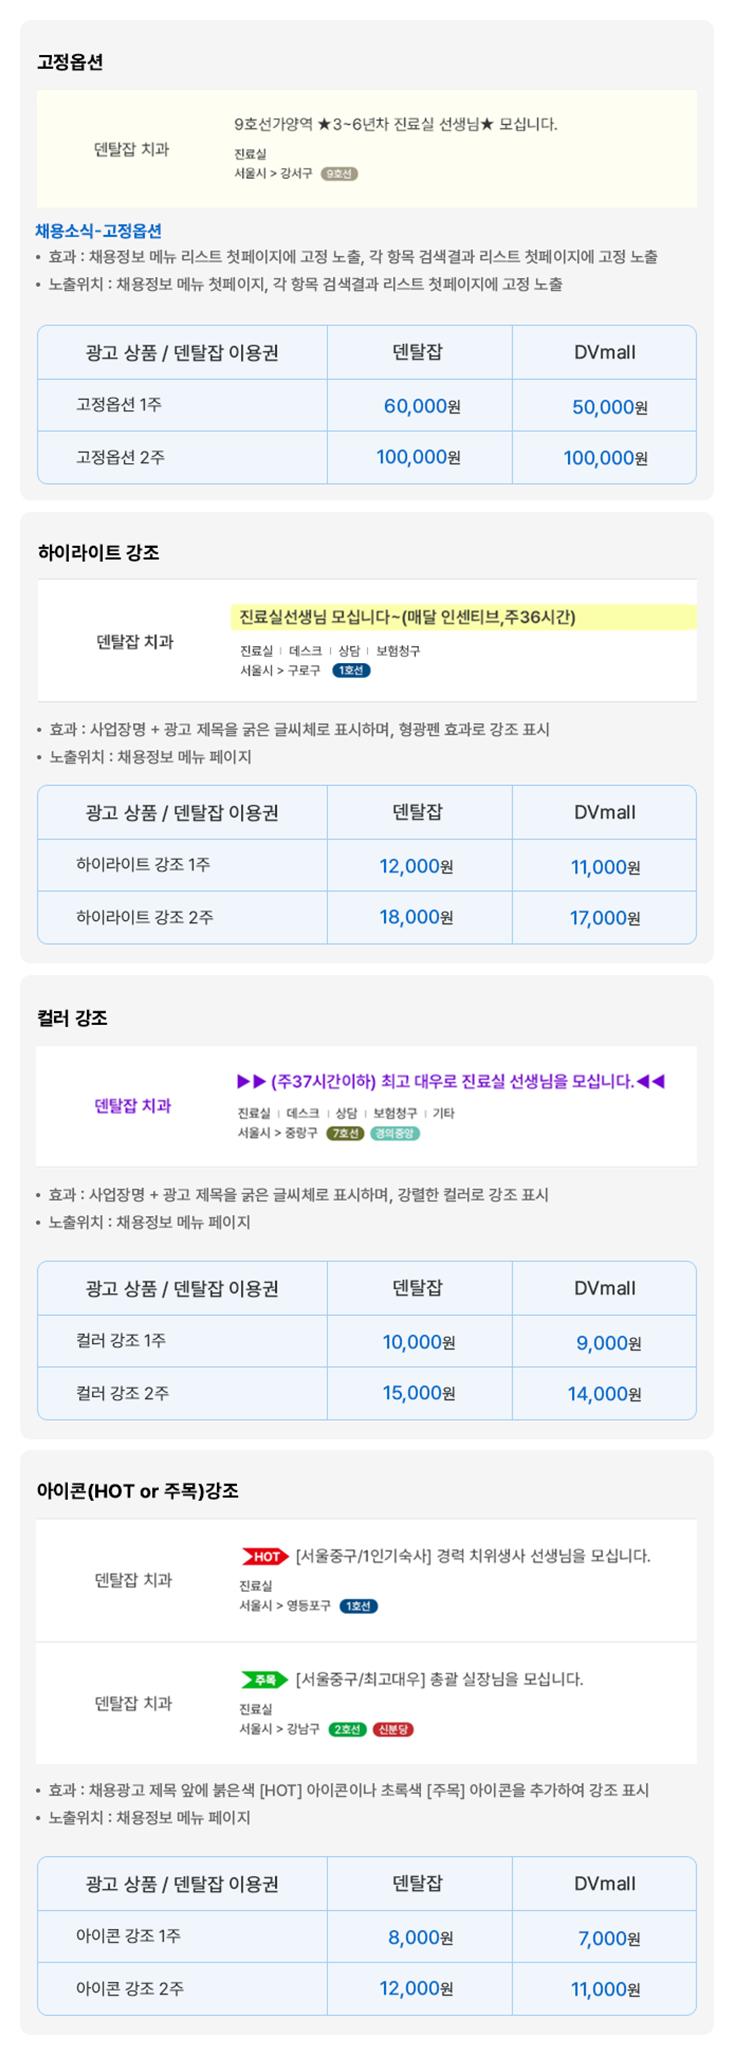 고정옵션
덴탈잡 치과
9호선가양역 ★3~6년차 진료실 선생님★ 모십니다.
진료실
서울시 > 강서구 9호선
채용소식-고정옵션
• 효과 : 채용정보 메뉴 리스트 첫페이지에 고정 노출, 각 항목 검색결과 리스트 첫페이지에 고정 노출
• 노출위치 : 채용정보 메뉴 첫페이지, 각 항목 검색결과 리스트 첫페이지에 고정 노출
광고 상품 / 덴탈잡 이용권 덴탈잡 DVmall
고정옵션 1주 60,000원 50,000원
고정옵션 2주 100,000원 100,000원
하이라이트 강조
덴탈잡 치과
진료실선생님 모십니다~(매달 인센티브,주36시간)
진료실 | 데스크 | 상담 | 보험청구
서울시 > 구로구 1호선
• 효과 : 사업장명 + 광고 제목을 굵은 글씨체로 표시하며, 형광펜 효과로 강조 표시
• 노출위치 : 채용정보 메뉴 페이지
광고 상품 / 덴탈잡 이용권 덴탈잡 DVmall
하이라이트 강조 1주 12,000원 11,000원
하이라이트 강조 2주 18,000원 17,000원
컬러 강조
덴탈잡 치과
▶▶ (주37시간이하) 최고 대우로 진료실 선생님을 모십니다.◀◀
진료실 | 데스크 | 상담 | 보험청구 | 기타
서울시 > 중랑구 7호선 경의중앙
• 효과 : 사업장명 + 광고 제목을 굵은 글씨체로 표시하며, 강렬한 컬러로 강조 표시
• 노출위치 : 채용정보 메뉴 페이지
광고 상품 / 덴탈잡 이용권 덴탈잡 DVmall
컬러 강조 1주 10,000원 9,000원
컬러 강조 2주 15,000원 14,000원
아이콘(HOT or 주목)강조
덴탈잡 치과
HOT [서울중구/1인기숙사] 경력 치위생사 선생님을 모십니다.
진료실
서울시 > 영등포구 1호선
덴탈잡 치과
주목 [서울중구/최고대우] 총괄 실장님을 모십니다.
진료실
서울시 > 강남구 2호선 신분당
• 효과 : 채용광고 제목 앞에 붉은색 [HOT] 아이콘이나 초록색 [주목] 아이콘을 추가하여 강조 표시
• 노출위치 : 채용정보 메뉴 페이지
광고 상품 / 덴탈잡 이용권 덴탈잡 DVmall
아이콘 강조 1주 8,000원 7,000원
아이콘 강조 2주 12,000원 11,000원